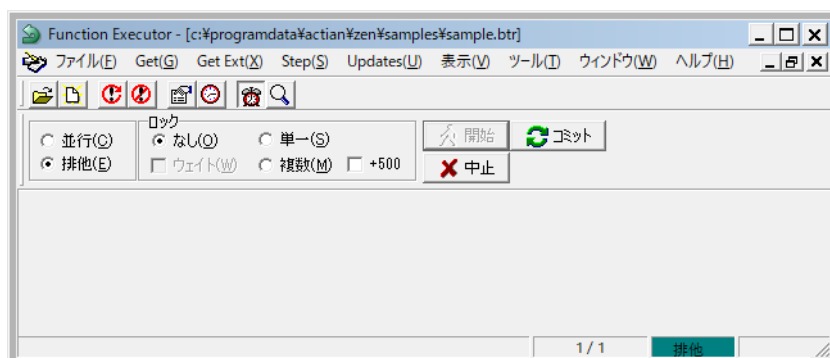 Function Executor - [c:¥programdata¥actian¥zen¥samples¥sample.btr]
ファイル(F) Get(G) Get Ext(X) Step(S) Updates(U) 表示(V) ツール(T) ウィンドウ(W) ヘルプ(H)
ロック
並行(C) なし(O) 単一(S) 開始 コミット
排他(E) ウェイト(W) 複数(M) +500 中止
1 / 1 排他